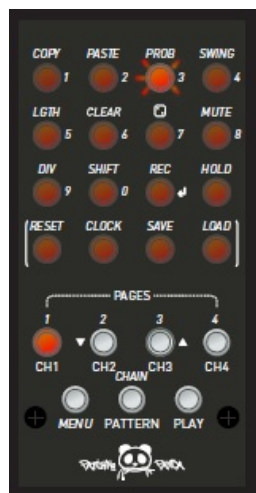 COPY PASTE PROB SWING
1 2 3 4
LGTH CLEAR MUTE
5 6 7 8
DIV SHIFT REC HOLD
9 0
RESET CLOCK SAVE LOAD
PAGES
1 2 3 4
CH1 CH2 CH3 CH4
CHAIN
MENU PATTERN PLAY
PATCHING PANDA